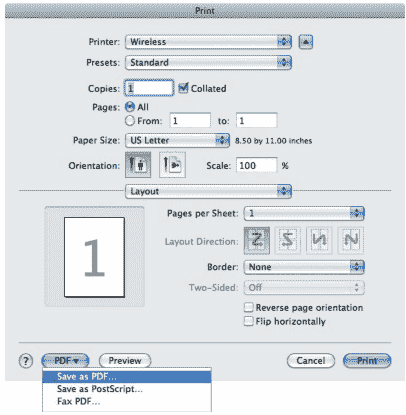 Print
Printer: Wireless
Presets: Standard
Copies: 1 Collated
Pages: All
From: 1 to: 1
Paper Size: US Letter 8.50 by 11.00 inches
Orientation: Scale: 100 %
Layout
Pages per Sheet: 1
1
Layout Direction:
Border: None
Two-Sided: Off
Reverse page orientation
Flip horizontally
? PDF Preview Cancel Print
Save as PDF...
Save as PostScript...
Fax PDF...